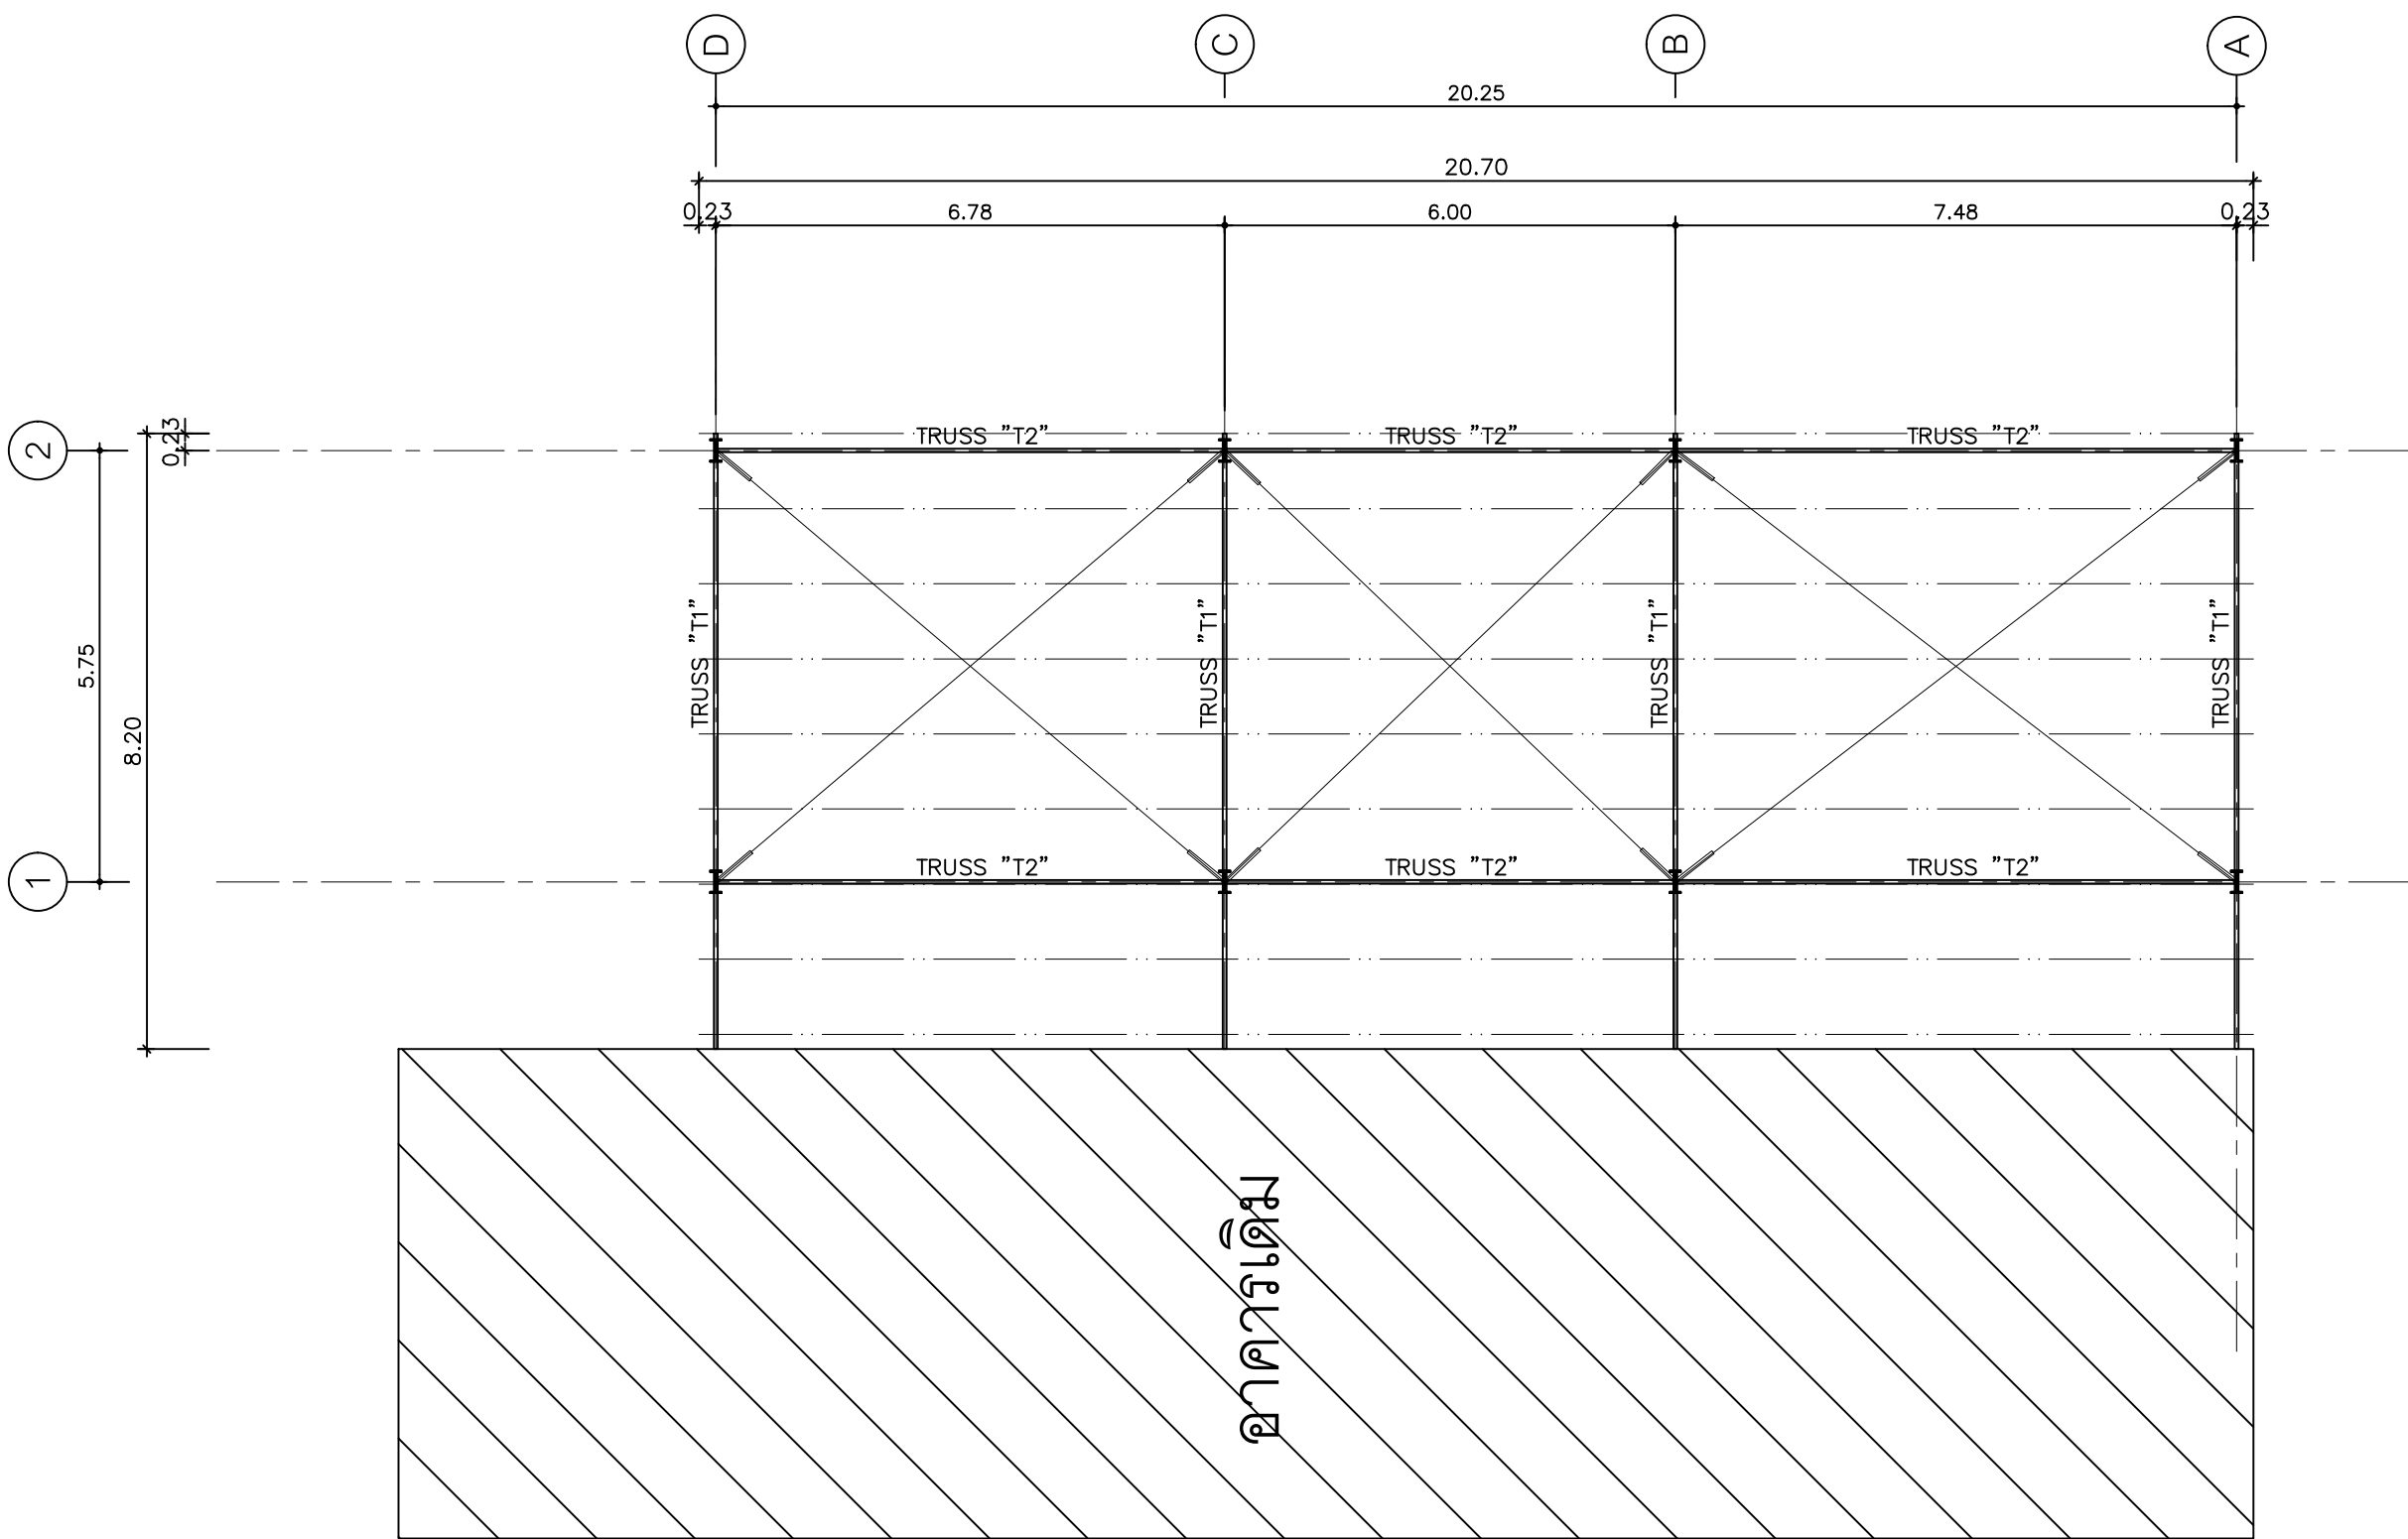 D
C
B
A
20.25
20.70
0.23
6.78
6.00
7.48
0.23
2
0.23
TRUSS "T2"
TRUSS "T2"
TRUSS "T2"
5.75
8.20
TRUSS "T1"
TRUSS "T1"
TRUSS "T1"
TRUSS "T1"
1
TRUSS "T2"
TRUSS "T2"
TRUSS "T2"
อาคารเดิม